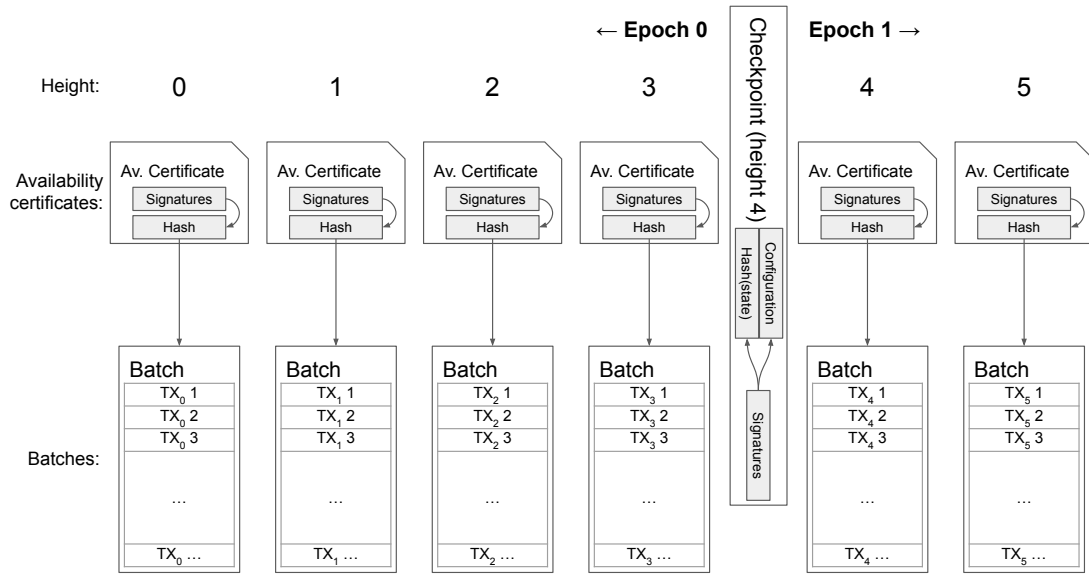 ← Epoch 0
Epoch 1 →
Checkpoint (height 4)
Height:
0
1
2
3
4
5
Availability
certificates:
Av. Certificate
Signatures
Hash
Av. Certificate
Signatures
Hash
Av. Certificate
Signatures
Hash
Av. Certificate
Signatures
Hash
Hash(state)
Configuration
Signatures
Av. Certificate
Signatures
Hash
Av. Certificate
Signatures
Hash
Batches:
Batch
TX₀ 1
TX₀ 2
TX₀ 3
...
TX₀ ...
Batch
TX₁ 1
TX₁ 2
TX₁ 3
...
TX₁ ...
Batch
TX₂ 1
TX₂ 2
TX₂ 3
...
TX₂ ...
Batch
TX₃ 1
TX₃ 2
TX₃ 3
...
TX₃ ...
Batch
TX₄ 1
TX₄ 2
TX₄ 3
...
TX₄ ...
Batch
TX₅ 1
TX₅ 2
TX₅ 3
...
TX₅ ...